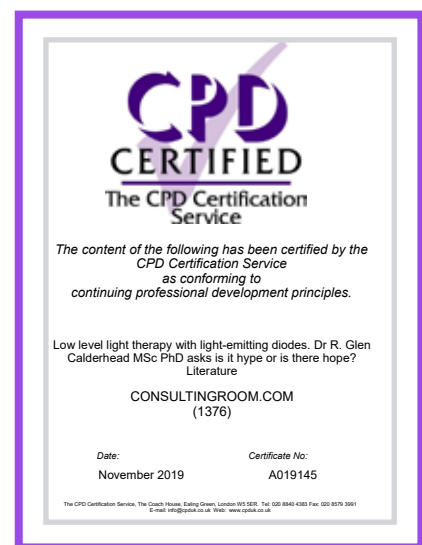 CPD
CERTIFIED
The CPD Certification
Service
The content of the following has been certified by the
CPD Certification Service
as conforming to
continuing professional development principles.
Low level light therapy with light-emitting diodes. Dr R. Glen
Calderhead MSc PhD asks is it hype or is there hope?
Literature
CONSULTINGROOM.COM
(1376)
Date: Certificate No:
November 2019 A019145
The CPD Certification Service, The Coach House, Ealing Green, London W5 5ER. Tel: 020 8840 4383 Fax: 020 8579 3991
E-mail: info@cpduk.co.uk Web: www.cpduk.co.uk